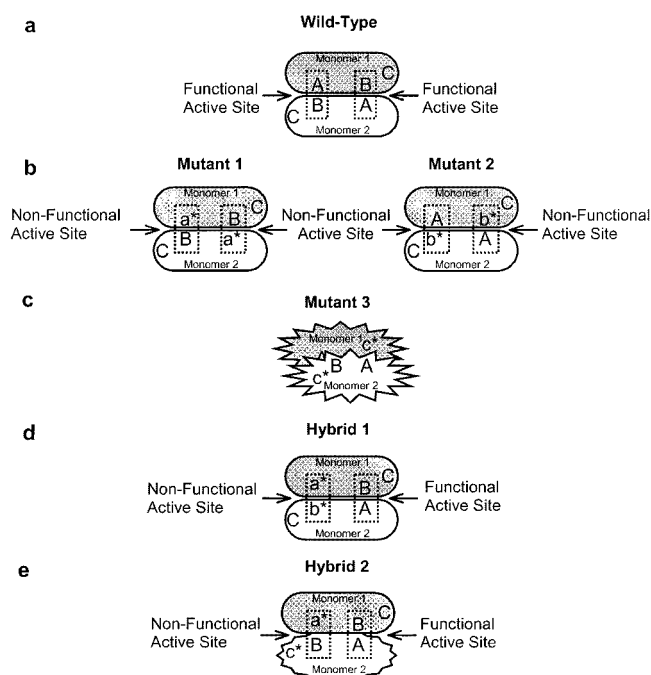 a
Wild-Type
Monomer 1
C
A B
Functional
Active Site
B A
C
Monomer 2
Functional
Active Site
b
Mutant 1
Mutant 2
Non-Functional
Active Site
Monomer 1
C
a* B
B a*
C
Monomer 2
Non-Functional
Active Site
Monomer 1
C
A b*
b* A
C
Monomer 2
Non-Functional
Active Site
c
Mutant 3
Monomer 1
c*
B A
c*
Monomer 2
d
Hybrid 1
Non-Functional
Active Site
Monomer 1
C
a* B
b* A
C
Monomer 2
Functional
Active Site
e
Hybrid 2
Non-Functional
Active Site
Monomer 1
C
a* B
B A
c*
Monomer 2
Functional
Active Site